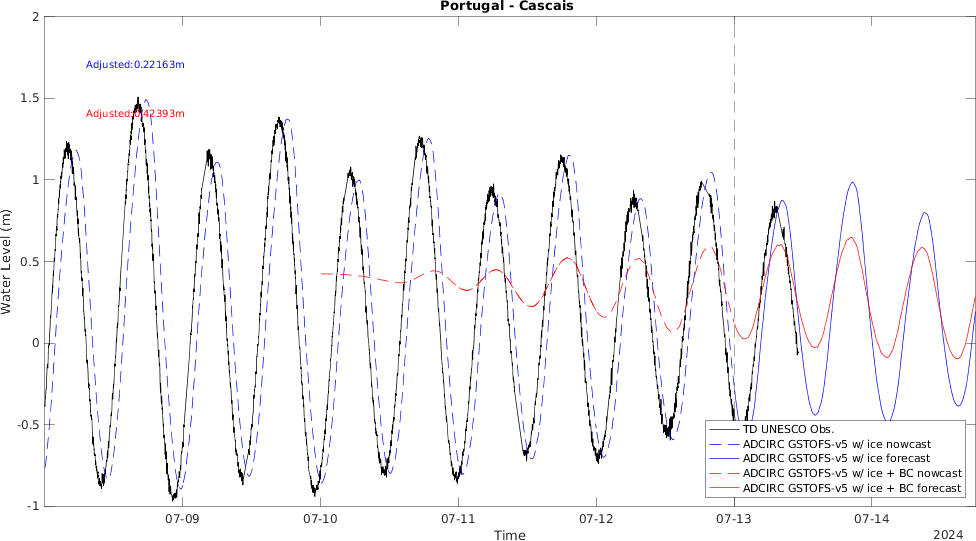 Portugal - Cascais
Adjusted:0.22163m
Adjusted:0.42393m
Water Level (m)
2
1.5
1
0.5
0
-0.5
-1
07-09
07-10
07-11
07-12
07-13
07-14
Time
2024
TD UNESCO Obs.
ADCIRC GSTOFS-v5 w/ ice nowcast
ADCIRC GSTOFS-v5 w/ ice forecast
ADCIRC GSTOFS-v5 w/ ice + BC nowcast
ADCIRC GSTOFS-v5 w/ ice + BC forecast